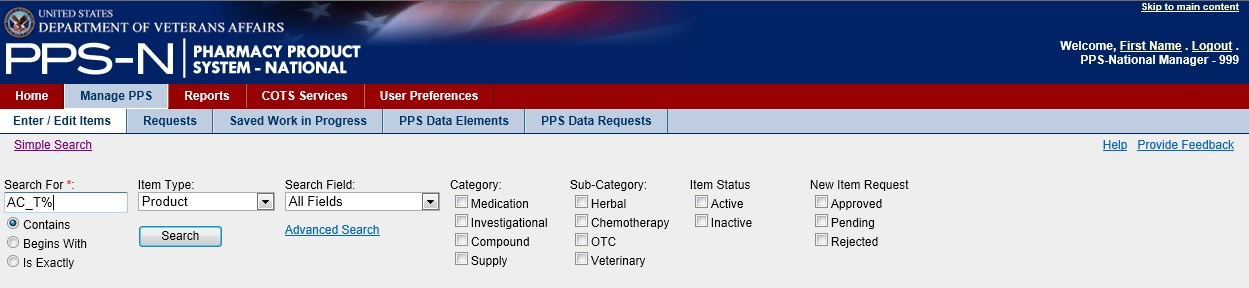 Skip to main content
UNITED STATES
DEPARTMENT OF VETERANS AFFAIRS
PPS-N PHARMACY PRODUCT
SYSTEM - NATIONAL
Welcome, First Name . Logout .
PPS-National Manager - 999
Home Manage PPS Reports COTS Services User Preferences
Enter / Edit Items Requests Saved Work in Progress PPS Data Elements PPS Data Requests
Simple Search Help Provide Feedback
Search For *: Item Type: Search Field: Category: Sub-Category: Item Status New Item Request
AC_T% Product All Fields Medication Herbal Active Approved
Contains Investigational Chemotherapy Inactive Pending
Begins With Search Advanced Search Compound OTC Rejected
Is Exactly Supply Veterinary